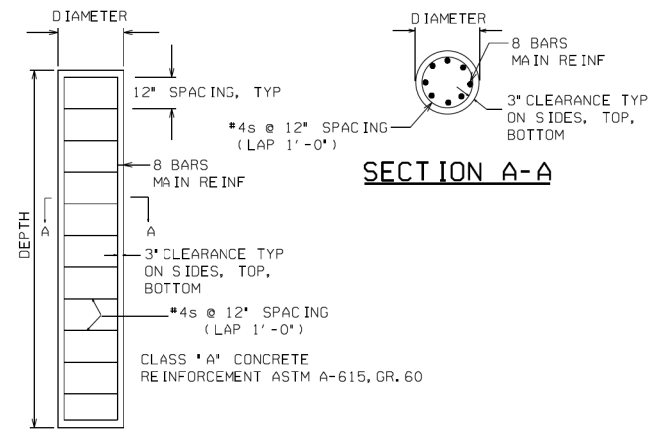 DIAMETER
12" SPACING, TYP
8 BARS
MAIN REINF
A
A
DEPTH
3" CLEARANCE TYP
ON SIDES, TOP,
BOTTOM
#4s @ 12" SPACING
(LAP 1'-0")
CLASS "A" CONCRETE
REINFORCEMENT ASTM A-615, GR.60
DIAMETER
8 BARS
MAIN REINF
3" CLEARANCE TYP
ON SIDES, TOP,
BOTTOM
#4s @ 12" SPACING
(LAP 1'-0")
SECTION A-A